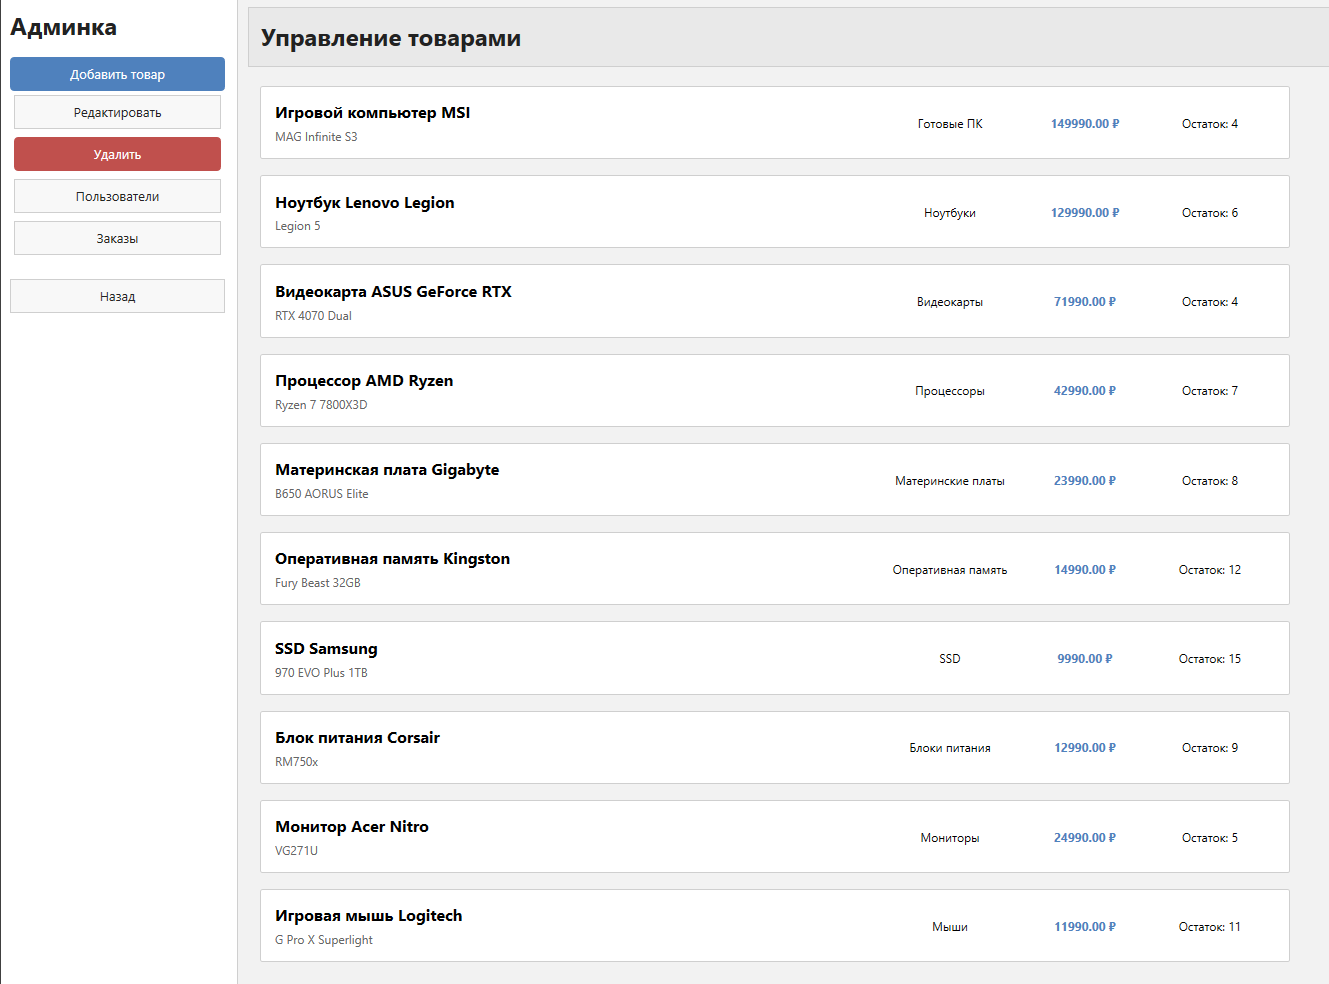 Админка
Добавить товар
Редактировать
Удалить
Пользователи
Заказы
Назад
Управление товарами
Игровой компьютер MSI
MAG Infinite S3
Готовые ПК
149990.00 ₽
Остаток: 4
Ноутбук Lenovo Legion
Legion 5
Ноутбуки
129990.00 ₽
Остаток: 6
Видеокарта ASUS GeForce RTX
RTX 4070 Dual
Видеокарты
71990.00 ₽
Остаток: 4
Процессор AMD Ryzen
Ryzen 7 7800X3D
Процессоры
42990.00 ₽
Остаток: 7
Материнская плата Gigabyte
B650 AORUS Elite
Материнские платы
23990.00 ₽
Остаток: 8
Оперативная память Kingston
Fury Beast 32GB
Оперативная память
14990.00 ₽
Остаток: 12
SSD Samsung
970 EVO Plus 1TB
SSD
9990.00 ₽
Остаток: 15
Блок питания Corsair
RM750x
Блоки питания
12990.00 ₽
Остаток: 9
Монитор Acer Nitro
VG271U
Мониторы
24990.00 ₽
Остаток: 5
Игровая мышь Logitech
G Pro X Superlight
Мыши
11990.00 ₽
Остаток: 11